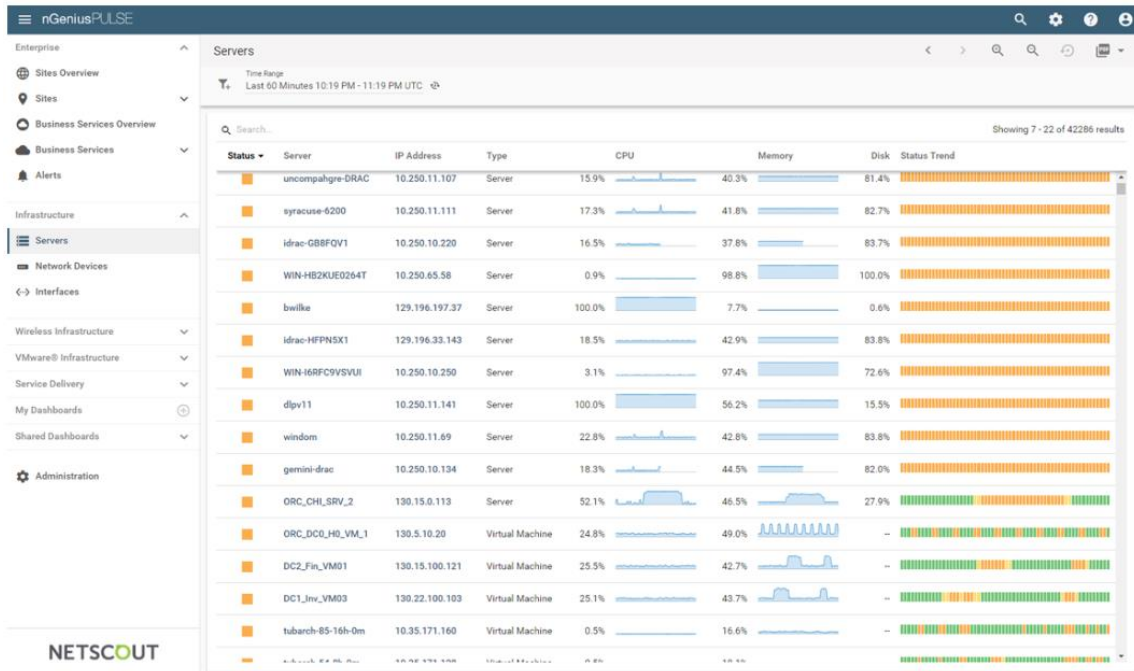 nGeniusPULSE
Enterprise
Sites Overview
Sites
Business Services Overview
Business Services
Alerts
Infrastructure
Servers
Network Devices
Interfaces
Wireless Infrastructure
VMware® Infrastructure
Service Delivery
My Dashboards
Shared Dashboards
Administration
NETSCOUT
Servers
PDF
Time Range
Last 60 Minutes 10:19 PM - 11:19 PM UTC
Search...
Showing 7 - 22 of 42286 results
Status Server IP Address Type CPU Memory Disk Status Trend
uncompahgre-DRAC 10.250.11.107 Server 15.9% 40.3% 81.4%
syracuse-6200 10.250.11.111 Server 17.3% 41.8% 82.7%
idrac-GB8FQV1 10.250.10.220 Server 16.5% 37.8% 83.7%
WIN-HB2KUE0264T 10.250.65.58 Server 0.9% 98.8% 100.0%
bwilke 129.196.197.37 Server 100.0% 7.7% 0.6%
idrac-HFPN5X1 129.196.33.143 Server 18.5% 42.9% 83.8%
WIN-I6RFC9VSVUI 10.250.10.250 Server 3.1% 97.4% 72.6%
dlpv11 10.250.11.141 Server 100.0% 56.2% 15.5%
windom 10.250.11.69 Server 22.8% 42.8% 83.8%
gemini-drac 10.250.10.134 Server 18.3% 44.5% 82.0%
ORC_CHI_SRV_2 130.15.0.113 Server 52.1% 46.5% 27.9%
ORC_DC0_H0_VM_1 130.5.10.20 Virtual Machine 24.8% 49.0% --
DC2_Fin_VM01 130.15.100.121 Virtual Machine 25.5% 42.7% --
DC1_Inv_VM03 130.22.100.103 Virtual Machine 25.1% 43.7% --
tubarch-85-16h-0m 10.35.171.160 Virtual Machine 0.5% 16.6% --